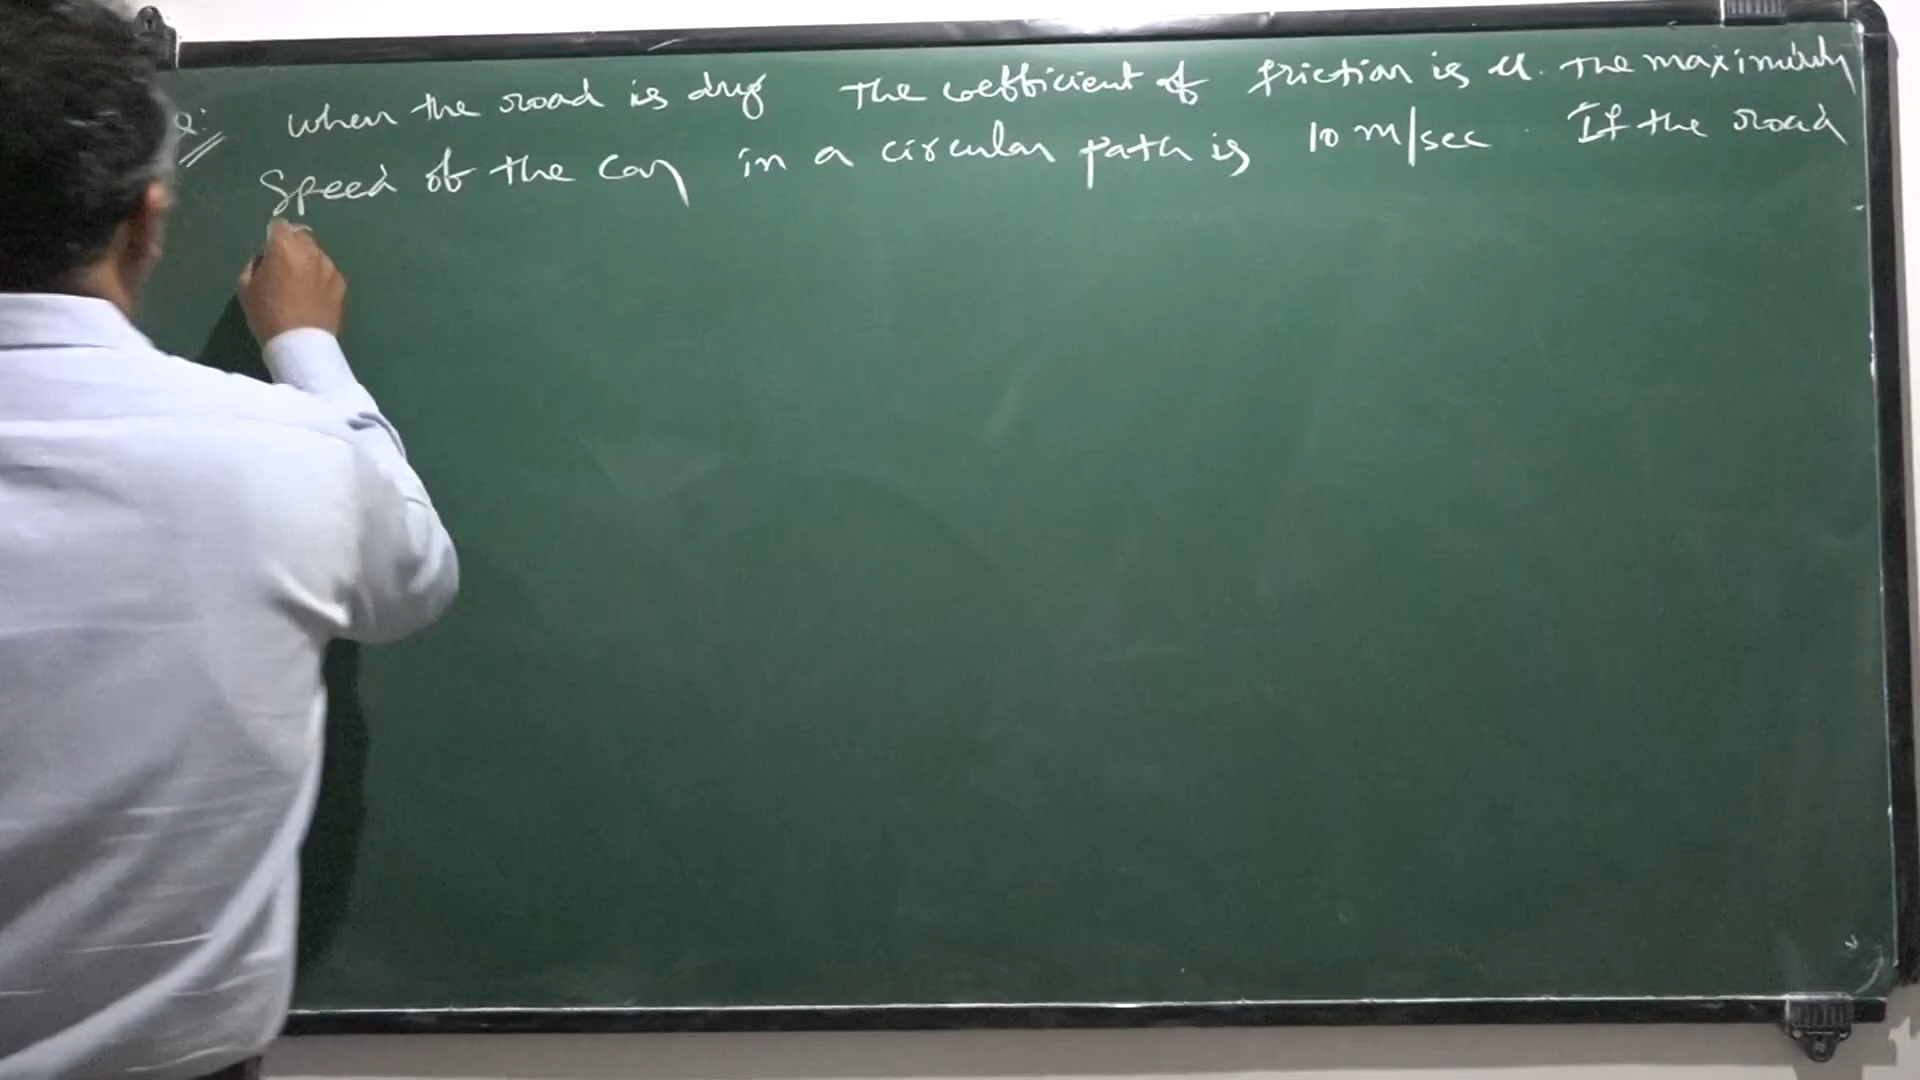 Q: When the road is dry The coefficient of friction is μ. The maximum
Speed of the car in a circular path is 10 m/sec. If the road